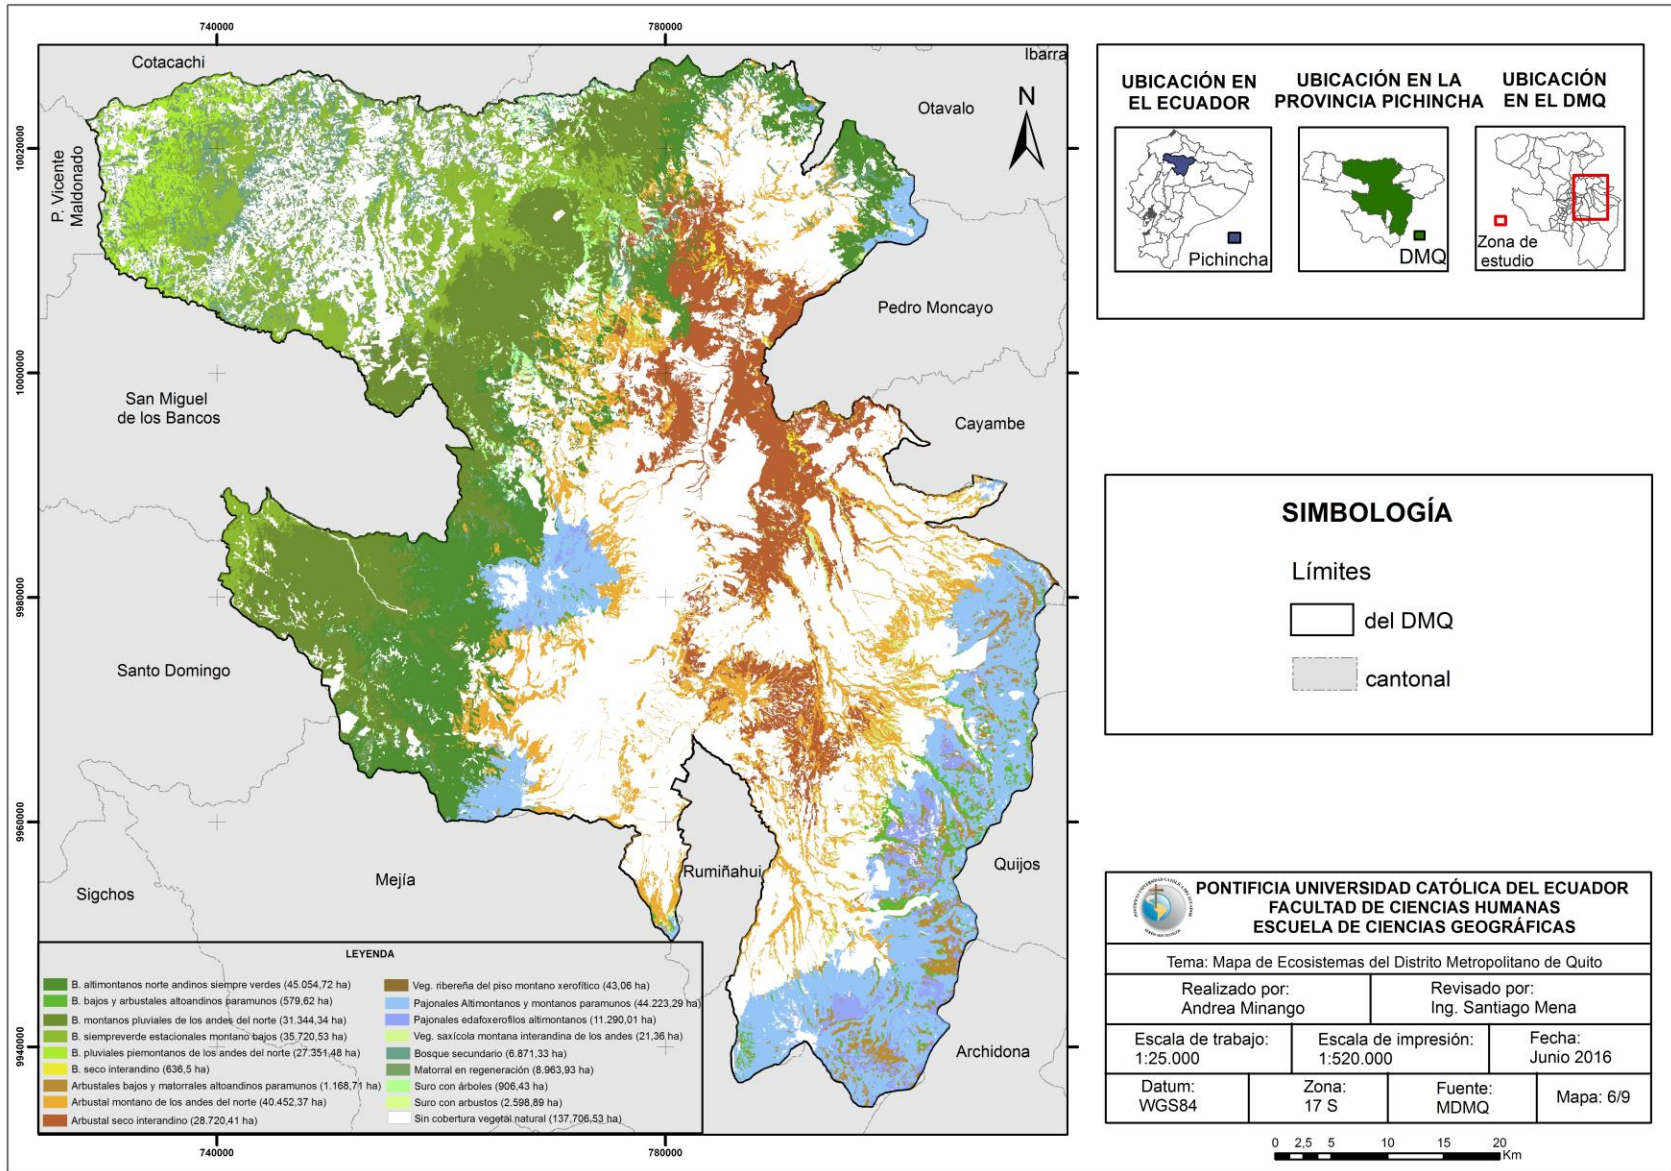 740000
780000
Cotacachi
Ibarra
Otavalo
N
P. Vicente
Maldonado
10020000
10000000
9980000
9960000
9940000
Pedro Moncayo
San Miguel
de los Bancos
Cayambe
Santo Domingo
Quijos
Rumiñahui
Mejía
Sigchos
Archidona
LEYENDA
B. altimontanos norte andinos siempre verdes (45.054,72 ha)
B. bajos y arbustales altoandinos paramunos (579,62 ha)
B. montanos pluviales de los andes del norte (31.344,34 ha)
B. siempreverde estacionales montano bajos (35.720,53 ha)
B. pluviales piemontanos de los andes del norte (27.351,48 ha)
B. seco interandino (636,5 ha)
Arbustales bajos y matorrales altoandinos paramunos (1.168,71 ha)
Arbustal montano de los andes del norte (40.452,37 ha)
Arbustal seco interandino (28.720,41 ha)
Veg. ribereña del piso montano xerofítico (43,06 ha)
Pajonales Altimontanos y montanos paramunos (44.223,29 ha)
Pajonales edafoxerofilos altimontanos (11.290,01 ha)
Veg. saxícola montana interandina de los andes (21,36 ha)
Bosque secundario (6.871,33 ha)
Matorral en regeneración (8.963,93 ha)
Suro con árboles (906,43 ha)
Suro con arbustos (2.598,89 ha)
Sin cobertura vegetal natural (137,706,53 ha)
740000
780000
UBICACIÓN EN
EL ECUADOR
UBICACIÓN EN LA
PROVINCIA PICHINCHA
UBICACIÓN
EN EL DMQ
Pichincha
DMQ
Zona de
estudio
SIMBOLOGÍA
Límites
del DMQ
cantonal
PONTIFICIA UNIVERSIDAD CATÓLICA DEL ECUADOR
FACULTAD DE CIENCIAS HUMANAS
ESCUELA DE CIENCIAS GEOGRÁFICAS
Tema: Mapa de Ecosistemas del Distrito Metropolitano de Quito
Realizado por:
Andrea Minango
Revisado por:
Ing. Santiago Mena
Escala de trabajo:
1:25.000
Escala de impresión:
1:520.000
Fecha:
Junio 2016
Datum:
WGS84
Zona:
17 S
Fuente:
MDMQ
Mapa: 6/9
0 2,5 5 10 15 20
Km